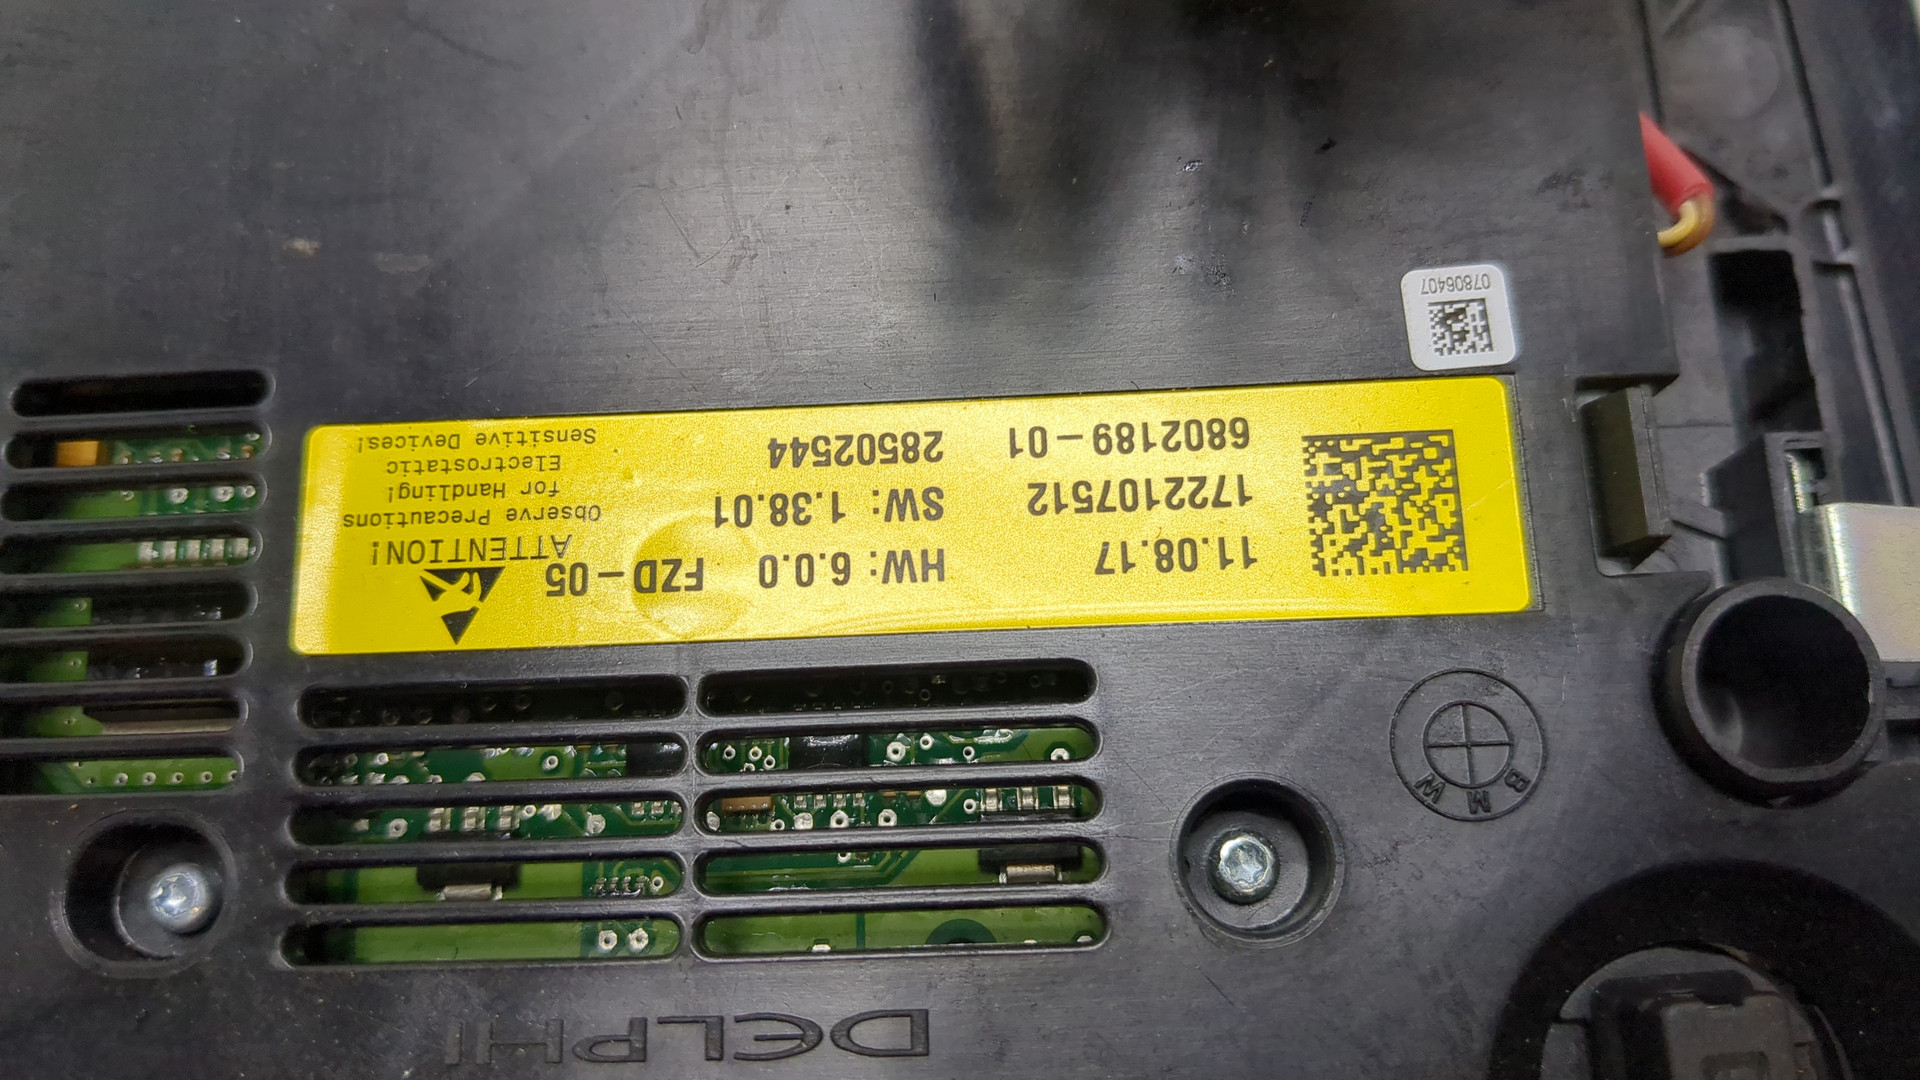 DELPHI
BMW
11.08.17 HW: 6.0.0 FZD-05
1722107512 SW: 1.38.01
6802189-01 28502544
ATTENTION!
Observe Precautions
for Handling!
Electrostatic
Sensitive Devices!
07806407